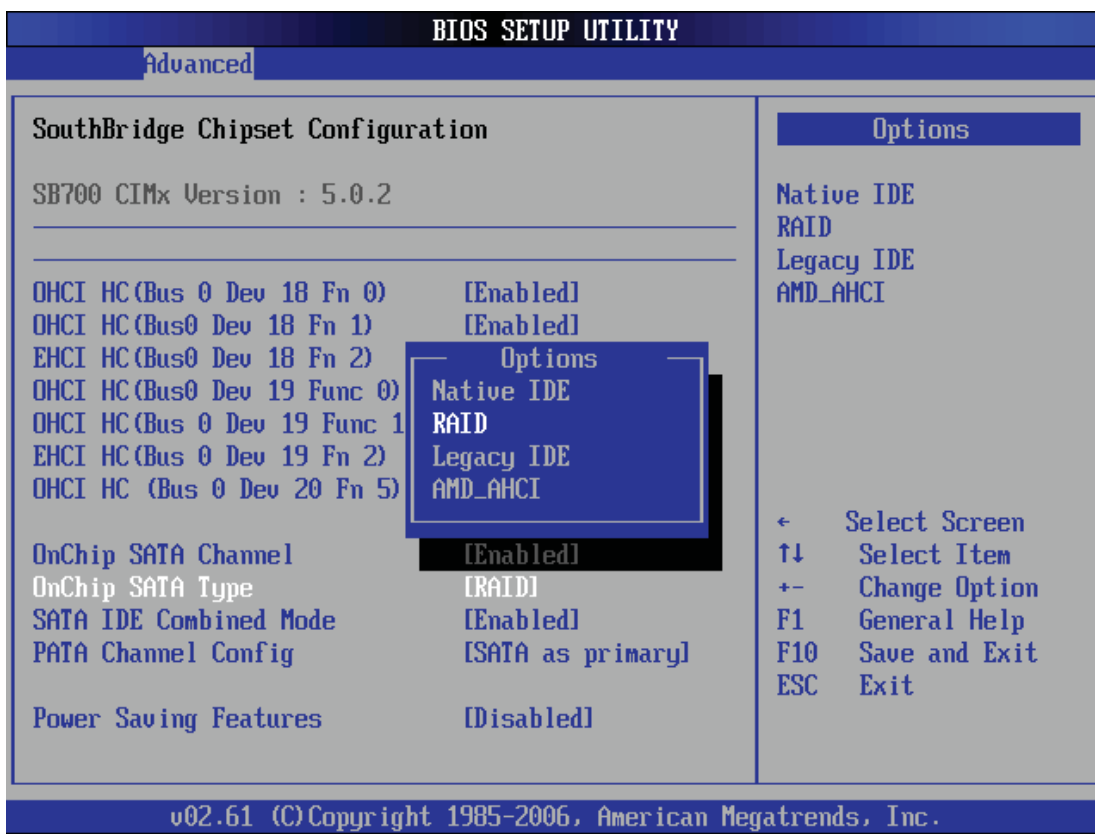 BIOS SETUP UTILITY
Advanced
SouthBridge Chipset Configuration
SB700 CIMx Version : 5.0.2
OHCI HC(Bus 0 Dev 18 Fn 0) [Enabled]
OHCI HC(Bus0 Dev 18 Fn 1) [Enabled]
EHCI HC(Bus0 Dev 18 Fn 2)
OHCI HC(Bus0 Dev 19 Func 0)
OHCI HC(Bus 0 Dev 19 Func 1
EHCI HC(Bus 0 Dev 19 Fn 2)
OHCI HC (Bus 0 Dev 20 Fn 5)
Options
Native IDE
RAID
Legacy IDE
AMD_AHCI
OnChip SATA Channel [Enabled]
OnChip SATA Type [RAID]
SATA IDE Combined Mode [Enabled]
PATA Channel Config [SATA as primary]
Power Saving Features [Disabled]
Options
Native IDE
RAID
Legacy IDE
AMD_AHCI
← Select Screen
↑↓ Select Item
+- Change Option
F1 General Help
F10 Save and Exit
ESC Exit
v02.61 (C)Copyright 1985-2006, American Megatrends, Inc.